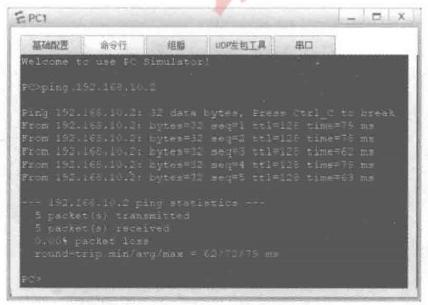 PC1
基础配置 命令行 组播 UDP发包工具 串口
Welcome to use PC Simulator!
PC>ping 192.168.10.2
Ping 192.168.10.2: 32 data bytes, Press Ctrl_C to break
From 192.168.10.2: bytes=32 seq=1 ttl=128 time=79 ms
From 192.168.10.2: bytes=32 seq=2 ttl=128 time=78 ms
From 192.168.10.2: bytes=32 seq=3 ttl=128 time=62 ms
From 192.168.10.2: bytes=32 seq=4 ttl=128 time=78 ms
From 192.168.10.2: bytes=32 seq=5 ttl=128 time=63 ms
--- 192.168.10.2 ping statistics ---
5 packet(s) transmitted
5 packet(s) received
0.00% packet loss
round-trip min/avg/max = 62/72/79 ms
PC>